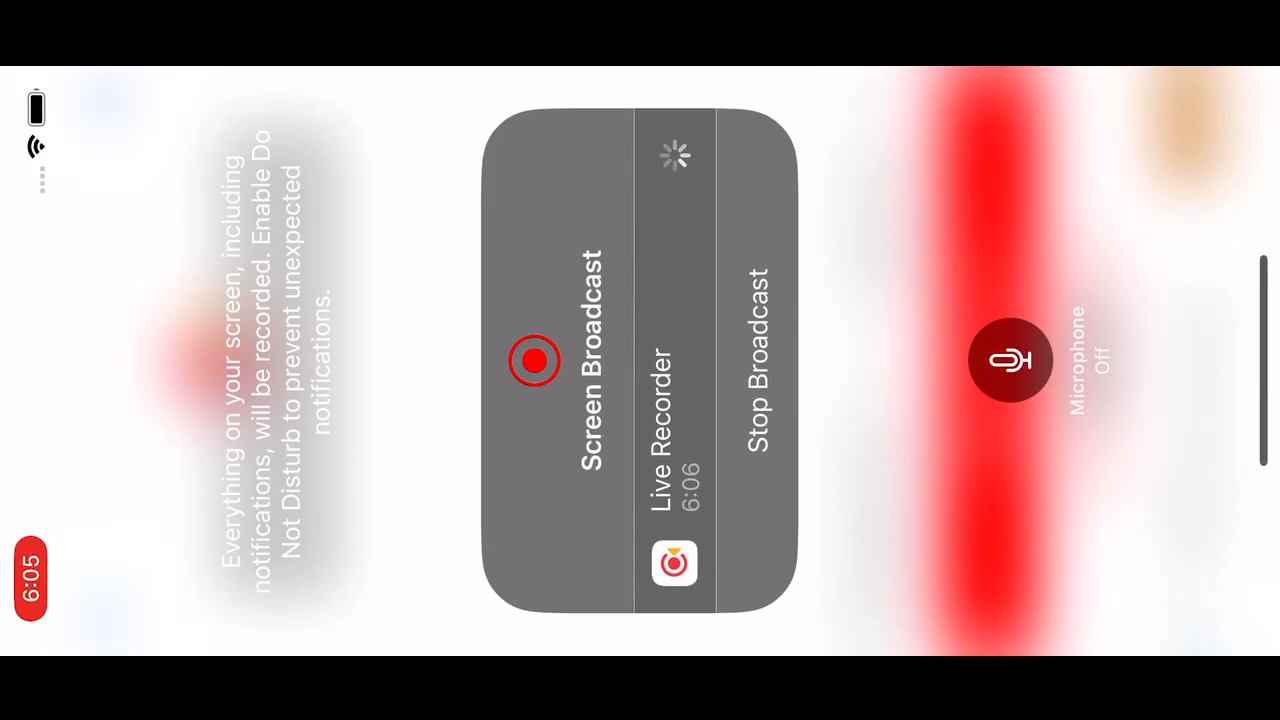 6:05
Everything on your screen, including
notifications, will be recorded. Enable Do
Not Disturb to prevent unexpected
notifications.
Screen Broadcast
Live Recorder
6:06
Stop Broadcast
Microphone
Off